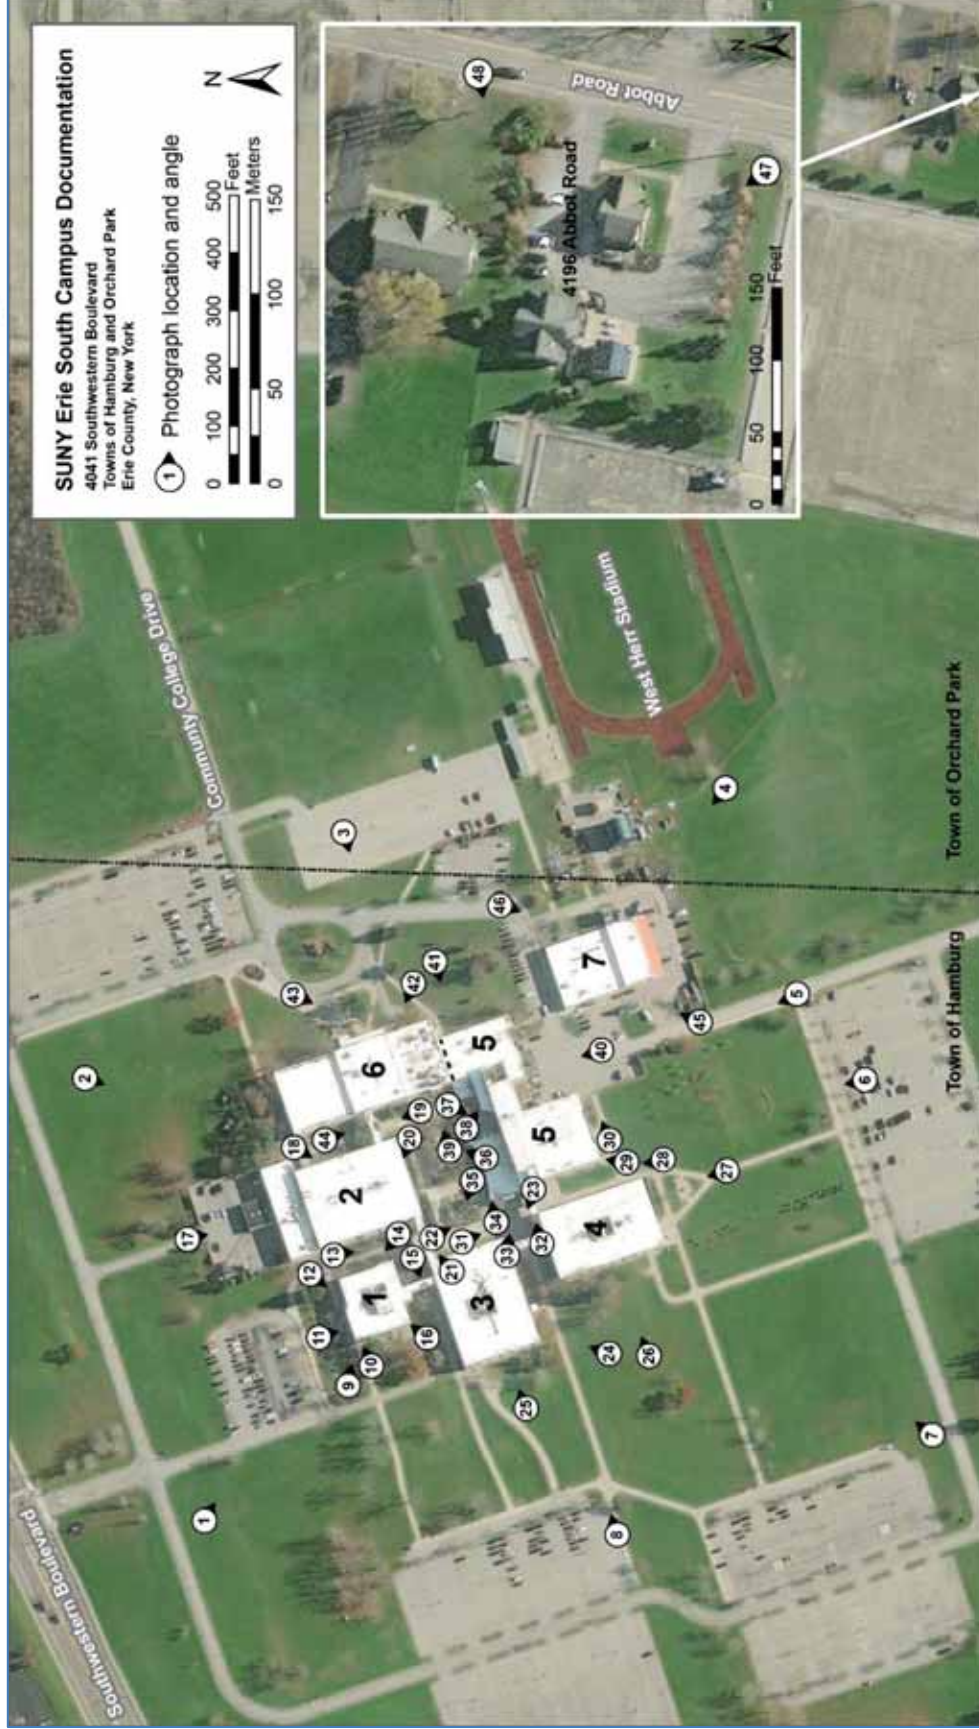 SUNY Erie South Campus Documentation
4041 Southwestern Boulevard
Towns of Hamburg and Orchard Park
Erie County, New York
1 Photograph location and angle
N
0 100 200 300 400 500
Feet
Meters
0 50 100 150
Southwestern Boulevard
Community College Drive
West Herr Stadium
Town of Hamburg
Town of Orchard Park
Abbot Road
4196 Abbot Road
N
0 50 100 150
Feet
1
2
3
4
5
5
6
7
1
2
3
4
5
6
7
8
9
10
11
12
13
14
15
16
17
18
19
20
21
22
23
24
25
26
27
28
29
30
31
32
33
34
35
36
37
38
39
40
41
42
43
44
45
46
47
48